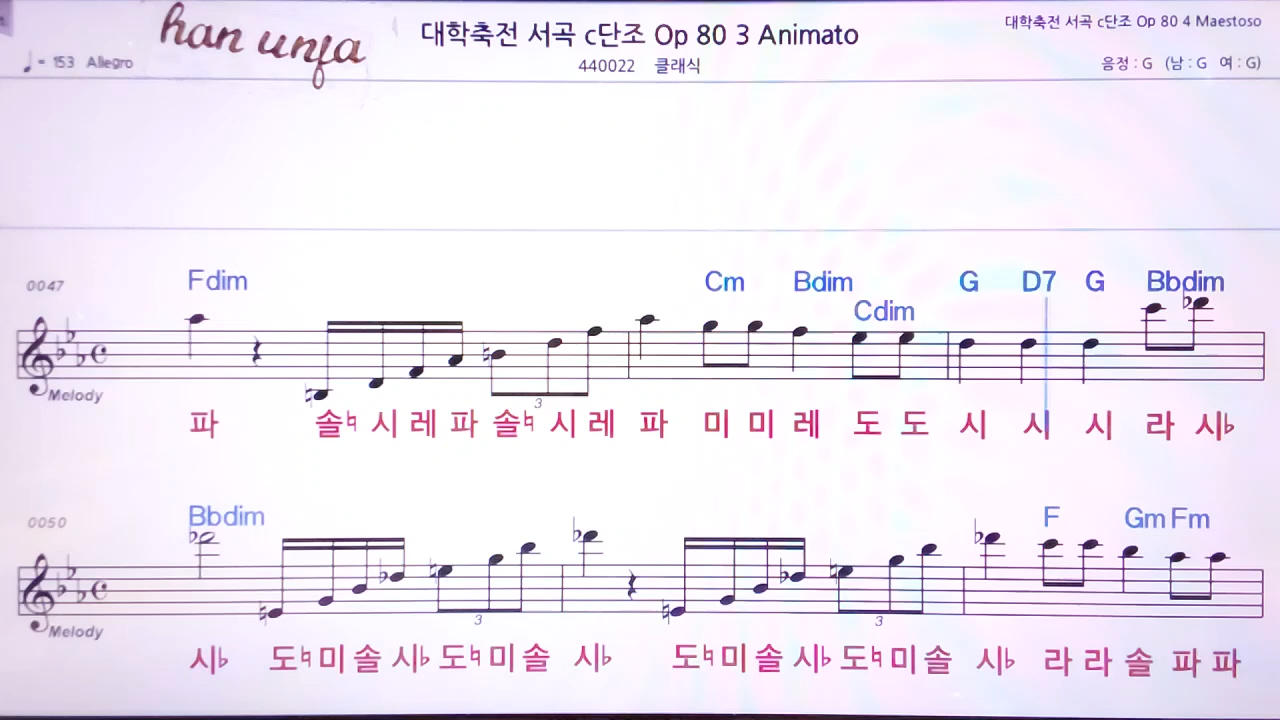 han unfa
대학축전 서곡 c단조 Op 80 3 Animato
대학축전 서곡 c단조 Op 80 4 Maestoso
♩= 153 Allegro
440022 클래식
음정 : G (남 : G 여 : G)
0047 Fdim Cm Bdim Cdim G D7 G Bbdim
3
Melody
파 솔♮ 시 레 파 솔♮ 시 레 파 미 미 레 도 도 시 시 시 라 시♭
0050 Bbdim F Gm Fm
3 3
Melody
시♭ 도♮ 미 솔 시♭ 도♮ 미 솔 시♭ 도♮ 미 솔 시♭ 도♮ 미 솔 시♭ 라 라 솔 파 파